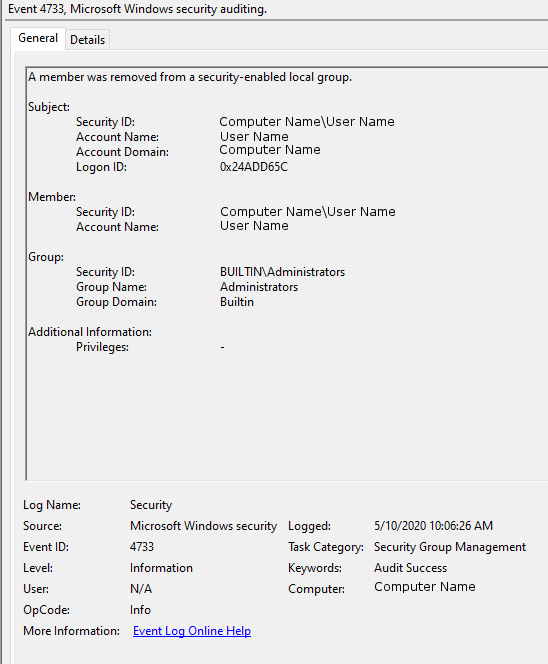 Event 4733, Microsoft Windows security auditing.
General Details
A member was removed from a security-enabled local group.
Subject:
Security ID: Computer Name\User Name
Account Name: User Name
Account Domain: Computer Name
Logon ID: 0x24ADD65C
Member:
Security ID: Computer Name\User Name
Account Name: User Name
Group:
Security ID: BUILTIN\Administrators
Group Name: Administrators
Group Domain: Builtin
Additional Information:
Privileges: -
Log Name: Security
Source: Microsoft Windows security Logged: 5/10/2020 10:06:26 AM
Event ID: 4733 Task Category: Security Group Management
Level: Information Keywords: Audit Success
User: N/A Computer: Computer Name
OpCode: Info
More Information: Event Log Online Help